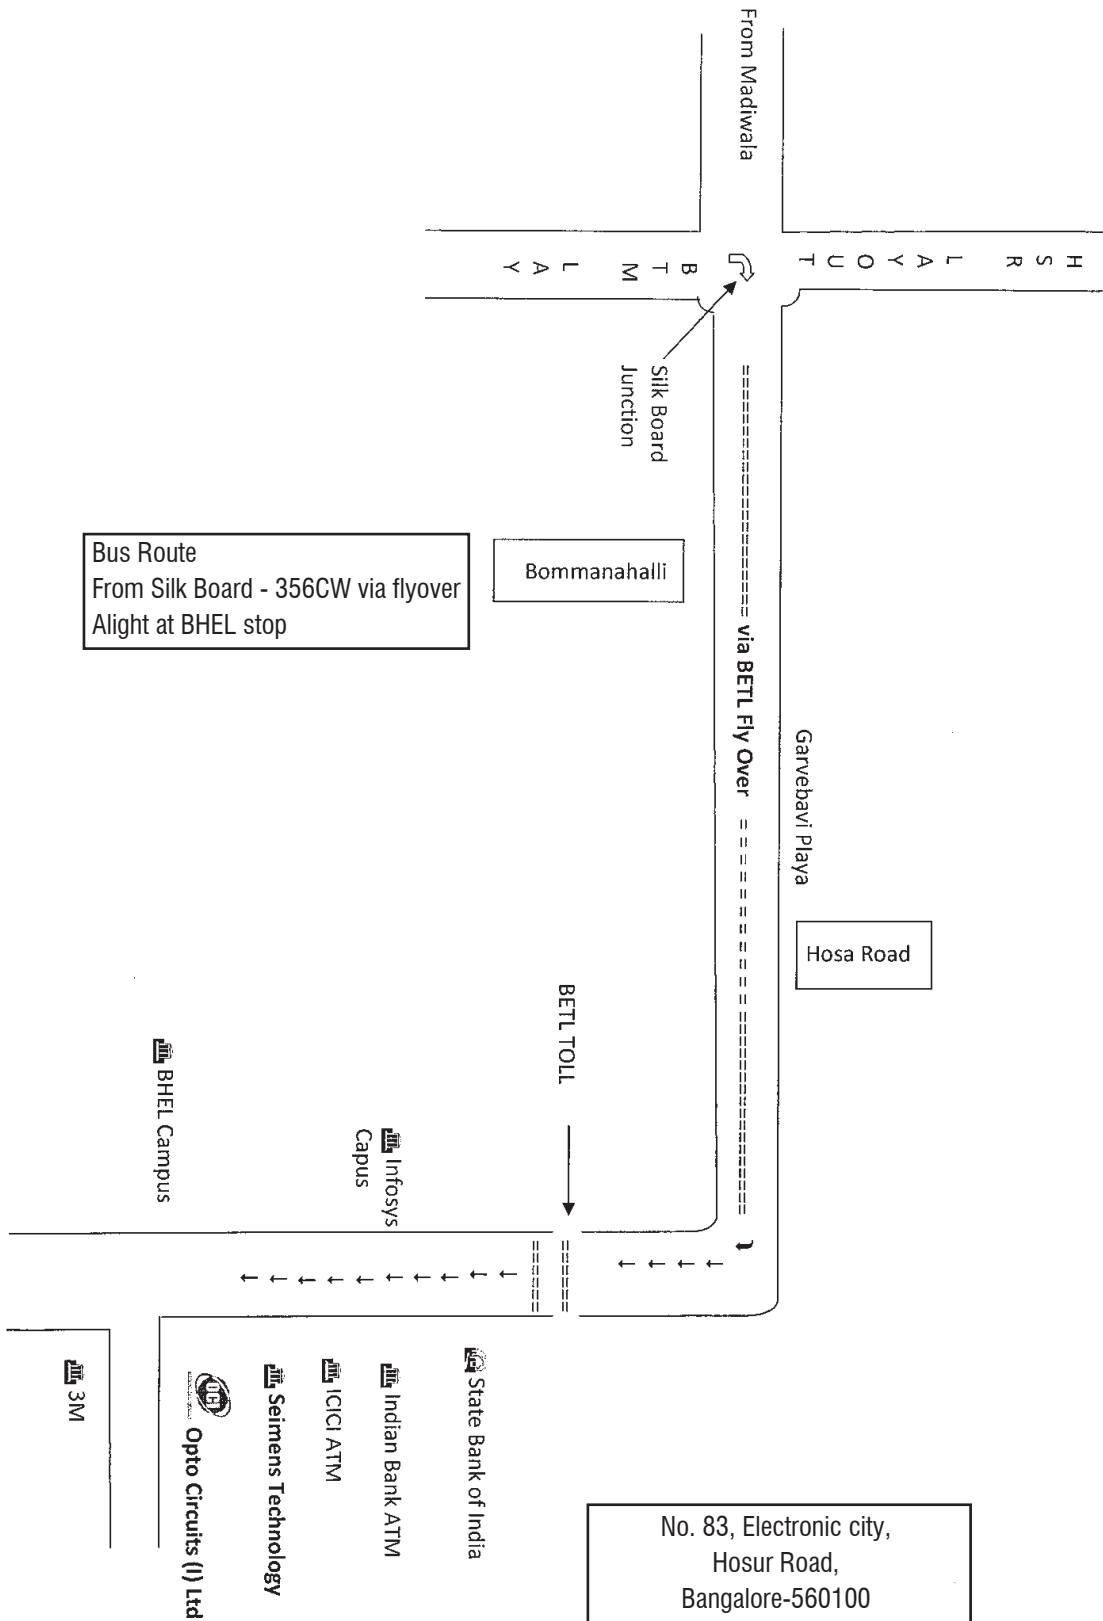 From Madiwala
HSR LAYOUT
BTM LAY
Silk Board
Junction
Bus Route
From Silk Board - 356CW via flyover
Alight at BHEL stop
Bommanahalli
via BETL Fly Over
Garvebavi Playa
Hosa Road
BETL TOLL
BHEL Campus
Infosys
Capus
State Bank of India
Indian Bank ATM
ICICI ATM
Seimens Technology
OCI
Opto Circuits (I) Ltd
3M
No. 83, Electronic city,
Hosur Road,
Bangalore-560100